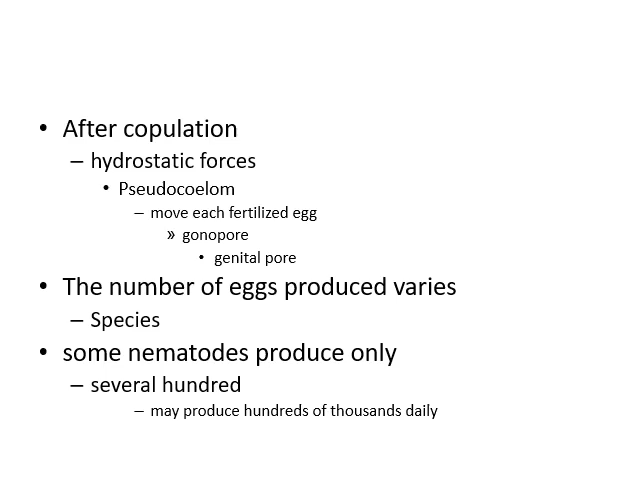 • After copulation
– hydrostatic forces
• Pseudocoelom
– move each fertilized egg
» gonopore
• genital pore
• The number of eggs produced varies
– Species
• some nematodes produce only
– several hundred
– may produce hundreds of thousands daily